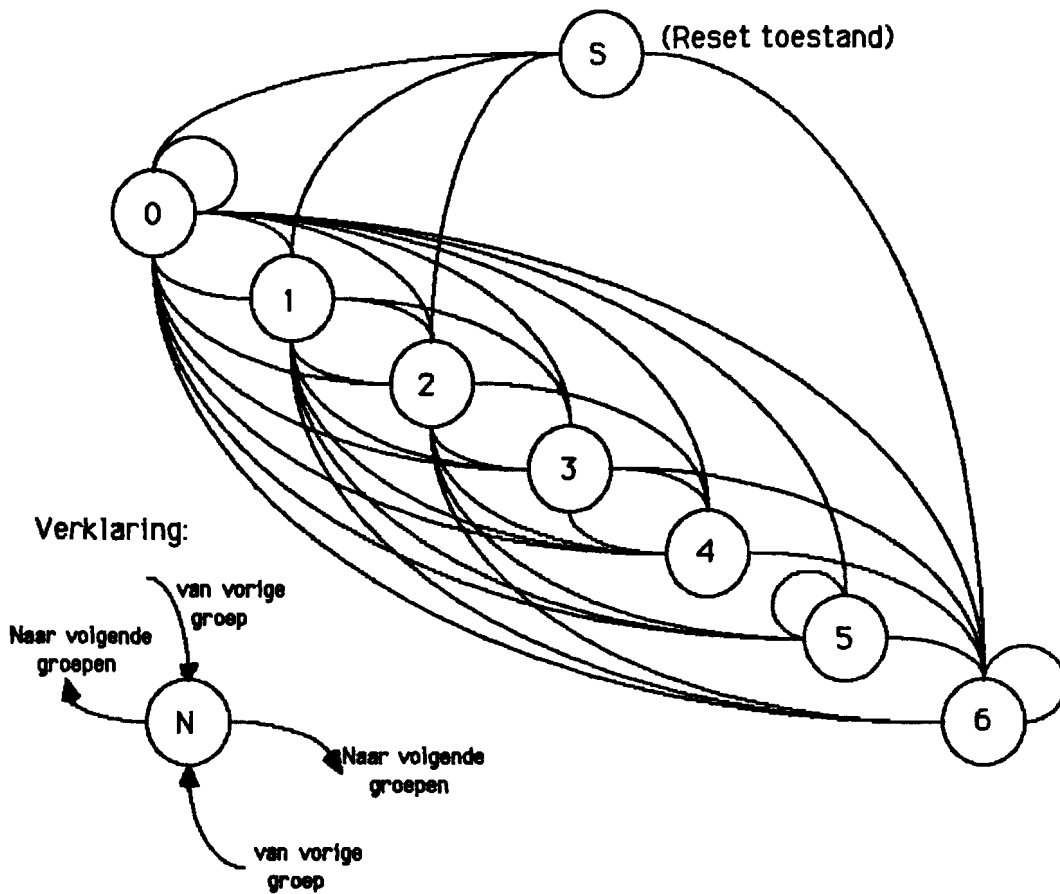 S
(Reset toestand)
0
1
2
3
4
5
6
Verklaring:
van vorige
groep
Naar volgende
groepen
N
Naar volgende
groepen
van vorige
groep